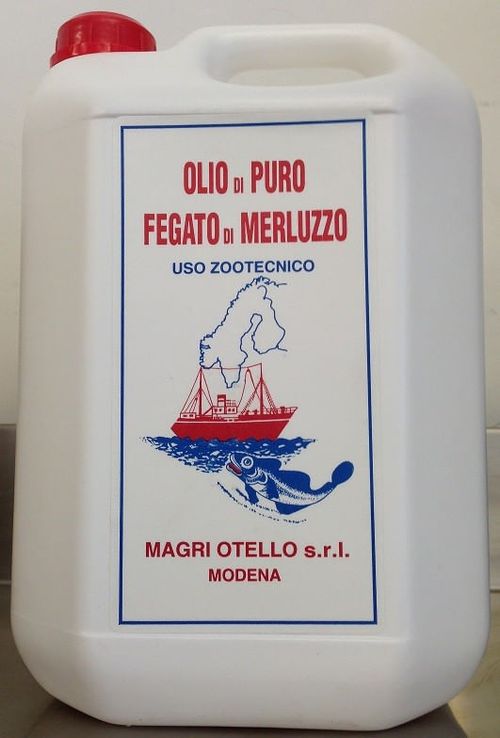 OLIO DI PURO
FEGATO DI MERLUZZO
USO ZOOTECNICO
MAGRI OTELLO s.r.l.
MODENA